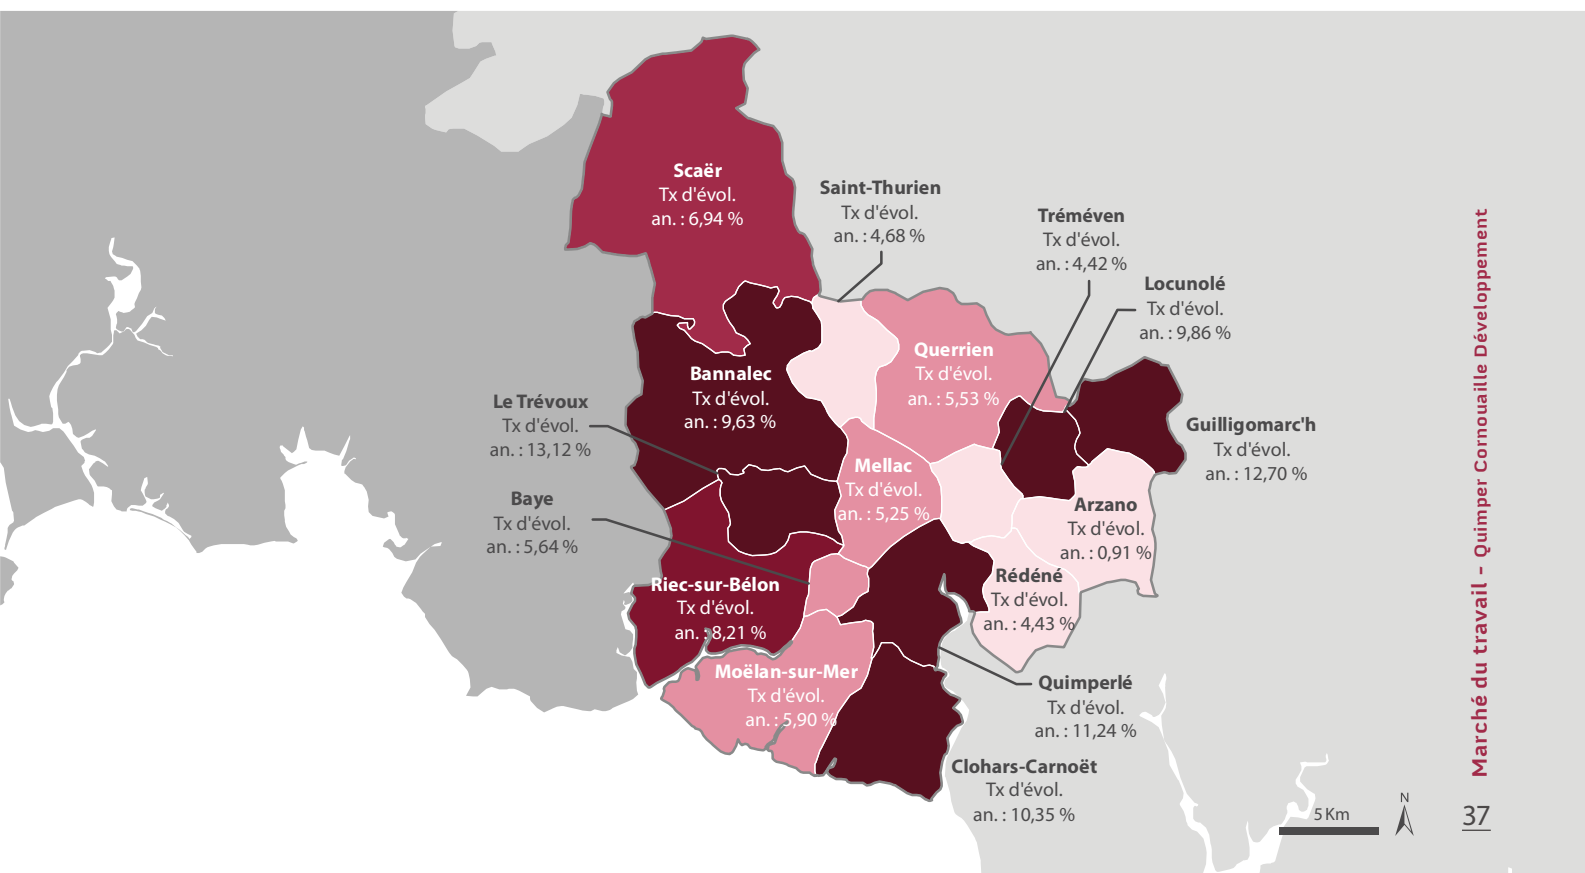 Scaër
Tx d'évol.
an. : 6,94 %
Saint-Thurien
Tx d'évol.
an. : 4,68 %
Tréméven
Tx d'évol.
an. : 4,42 %
Locunolé
Tx d'évol.
an. : 9,86 %
Querrien
Tx d'évol.
an. : 5,53 %
Bannalec
Tx d'évol.
an. : 9,63 %
Le Trévoux
Tx d'évol.
an. : 13,12 %
Guilligomarc'h
Tx d'évol.
an. : 12,70 %
Mellac
Tx d'évol.
an. : 5,25 %
Baye
Tx d'évol.
an. : 5,64 %
Arzano
Tx d'évol.
an. : 0,91 %
Riec-sur-Bélon
Tx d'évol.
an. : 8,21 %
Rédéné
Tx d'évol.
an. : 4,43 %
Moëlan-sur-Mer
Tx d'évol.
an. : 5,90 %
Quimperlé
Tx d'évol.
an. : 11,24 %
Clohars-Carnoët
Tx d'évol.
an. : 10,35 %
5 Km
N
Marché du travail - Quimper Cornouaille Développement
37